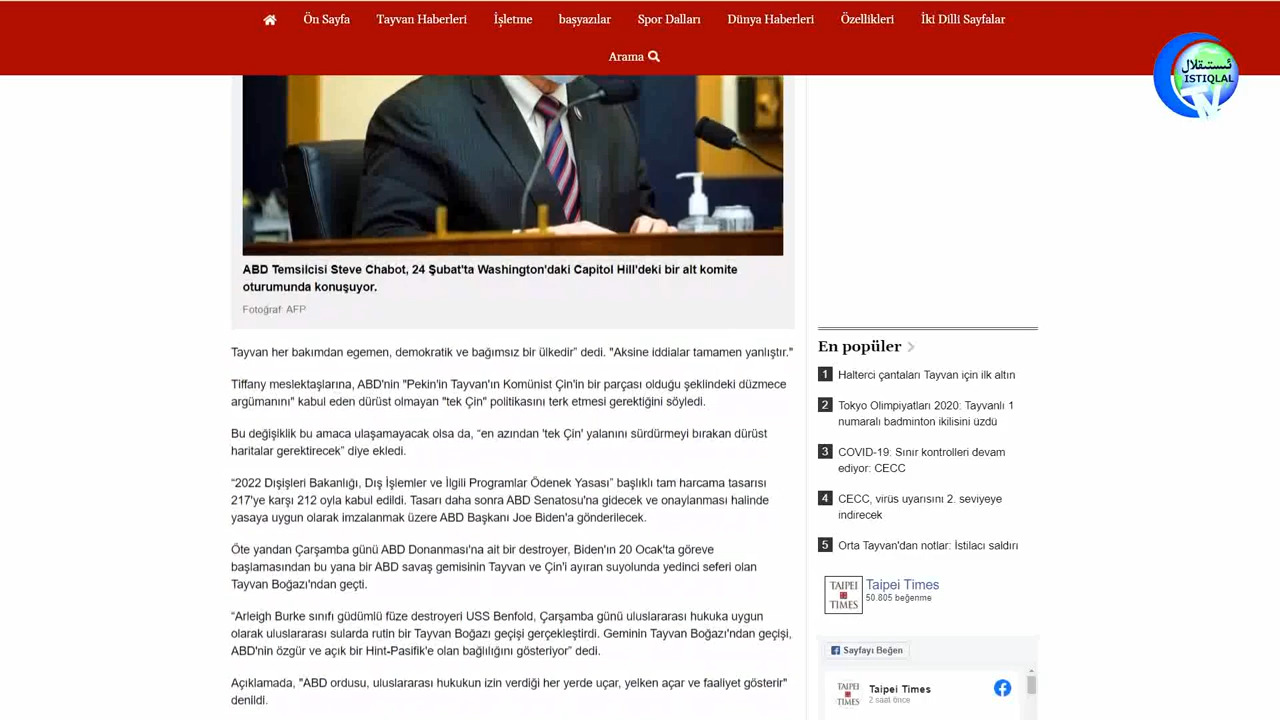 Ön Sayfa Tayvan Haberleri İşletme başyazılar Spor Dalları Dünya Haberleri Özellikleri İki Dilli Sayfalar
Arama
ئىستىقلال
ISTIQLAL
TV
ABD Temsilcisi Steve Chabot, 24 Şubat'ta Washington'daki Capitol Hill'deki bir alt komite
oturumunda konuşuyor.
Fotoğraf: AFP
Tayvan her bakımdan egemen, demokratik ve bağımsız bir ülkedir” dedi. "Aksine iddialar tamamen yanlıştır."
Tiffany meslektaşlarına, ABD'nin "Pekin'in Tayvan'ın Komünist Çin'in bir parçası olduğu şeklindeki düzmece
argümanını" kabul eden dürüst olmayan "tek Çin" politikasını terk etmesi gerektiğini söyledi.
Bu değişiklik bu amaca ulaşamayacak olsa da, “en azından 'tek Çin' yalanını sürdürmeyi bırakan dürüst
haritalar gerektirecek” diye ekledi.
“2022 Dışişleri Bakanlığı, Dış İşlemler ve İlgili Programlar Ödenek Yasası” başlıklı tam harcama tasarısı
217'ye karşı 212 oyla kabul edildi. Tasarı daha sonra ABD Senatosu'na gidecek ve onaylanması halinde
yasaya uygun olarak imzalanmak üzere ABD Başkanı Joe Biden'a gönderilecek.
Öte yandan Çarşamba günü ABD Donanması'na ait bir destroyer, Biden'ın 20 Ocak'ta göreve
başlamasından bu yana bir ABD savaş gemisinin Tayvan ve Çin'i ayıran suyolunda yedinci seferi olan
Tayvan Boğazı'ndan geçti.
“Arleigh Burke sınıfı güdümlü füze destroyeri USS Benfold, Çarşamba günü uluslararası hukuka uygun
olarak uluslararası sularda rutin bir Tayvan Boğazı geçişi gerçekleştirdi. Geminin Tayvan Boğazı'ndan geçişi,
ABD'nin özgür ve açık bir Hint-Pasifik'e olan bağlılığını gösteriyor” dedi.
Açıklamada, "ABD ordusu, uluslararası hukukun izin verdiği her yerde uçar, yelken açar ve faaliyet gösterir"
denildi.
En popüler
1 Halterci çantaları Tayvan için ilk altın
2 Tokyo Olimpiyatları 2020: Tayvanlı 1
numaralı badminton ikilisini üzdü
3 COVID-19: Sınır kontrolleri devam
ediyor: CECC
4 CECC, virüs uyarısını 2. seviyeye
indirecek
5 Orta Tayvan'dan notlar: İstilacı saldırı
TAIPEI
TIMES
Taipei Times
50.805 beğenme
Sayfayı Beğen
TAIPEI
TIMES
Taipei Times
2 saat önce